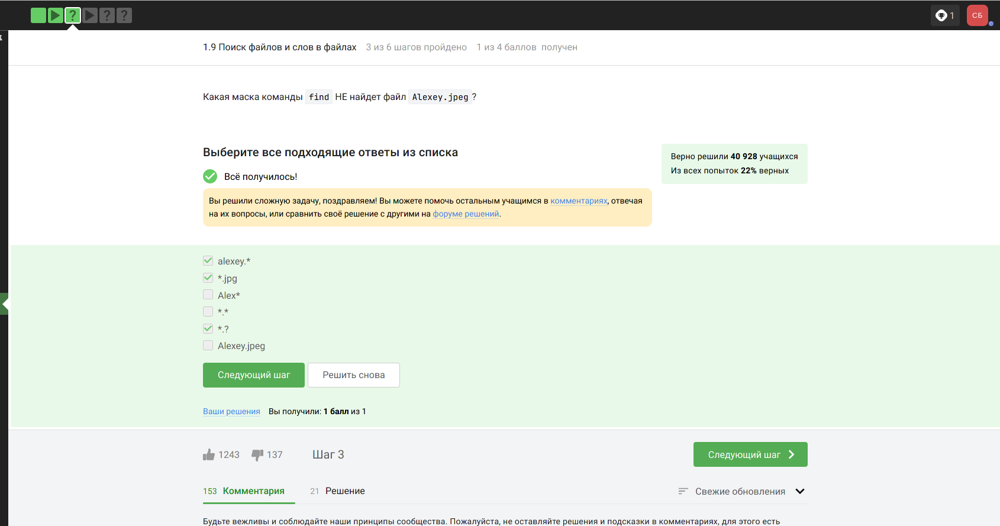 1
СБ
1.9 Поиск файлов и слов в файлах 3 из 6 шагов пройдено 1 из 4 баллов получен
Какая маска команды find НЕ найдет файл Alexey.jpeg?
Выберите все подходящие ответы из списка
Всё получилось!
Верно решили 40 928 учащихся
Из всех попыток 22% верных
Вы решили сложную задачу, поздравляем! Вы можете помочь остальным учащимся в комментариях, отвечая
на их вопросы, или сравнить своё решение с другими на форуме решений.
alexey.*
*.jpg
Alex*
*.*
*.?
Alexey.jpeg
Следующий шаг Решить снова
Ваши решения Вы получили: 1 балл из 1
1243 137 Шаг 3 Следующий шаг
153 Комментария 21 Решение Свежие обновления
Будьте вежливы и соблюдайте наши принципы сообщества. Пожалуйста, не оставляйте решения и подсказки в комментариях, для этого есть